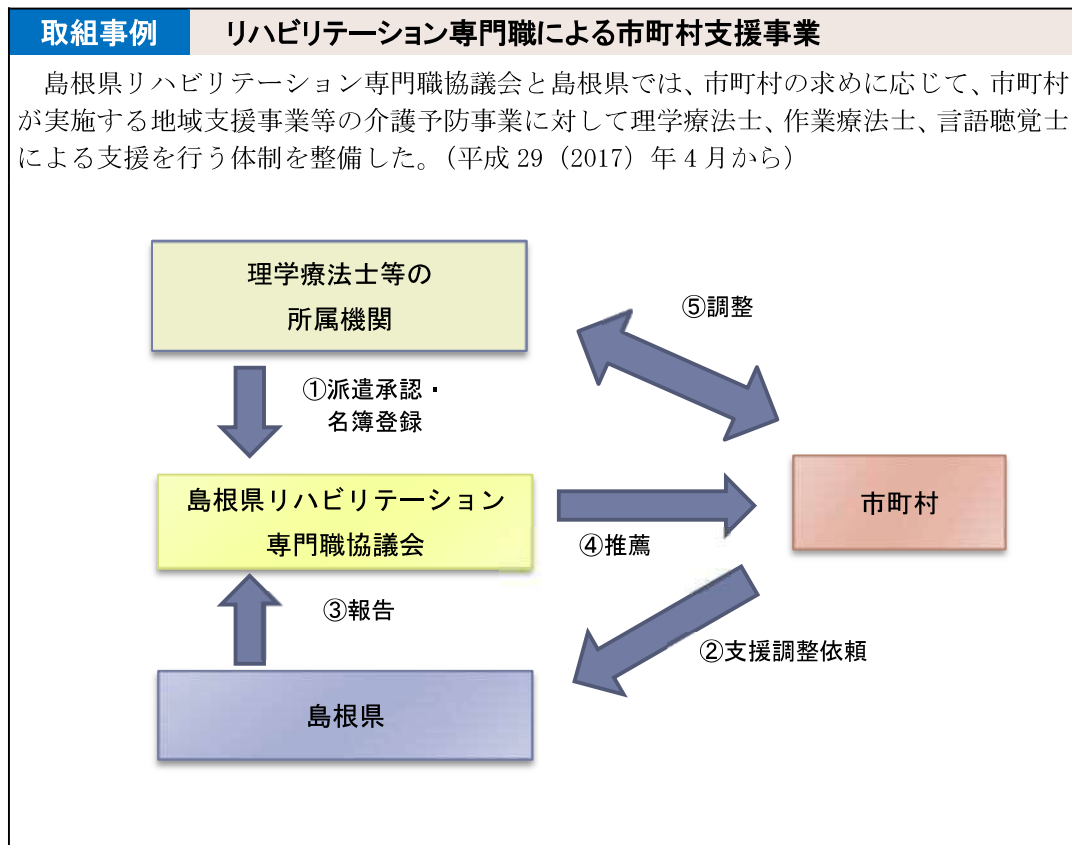 取組事例 リハビリテーション専門職による市町村支援事業
島根県リハビリテーション専門職協議会と島根県では、市町村の求めに応じて、市町村
が実施する地域支援事業等の介護予防事業に対して理学療法士、作業療法士、言語聴覚士
による支援を行う体制を整備した。（平成 29（2017）年 4 月から）
理学療法士等の
所属機関
⑤調整
①派遣承認・
名簿登録
島根県リハビリテーション
専門職協議会
市町村
④推薦
③報告
②支援調整依頼
島根県